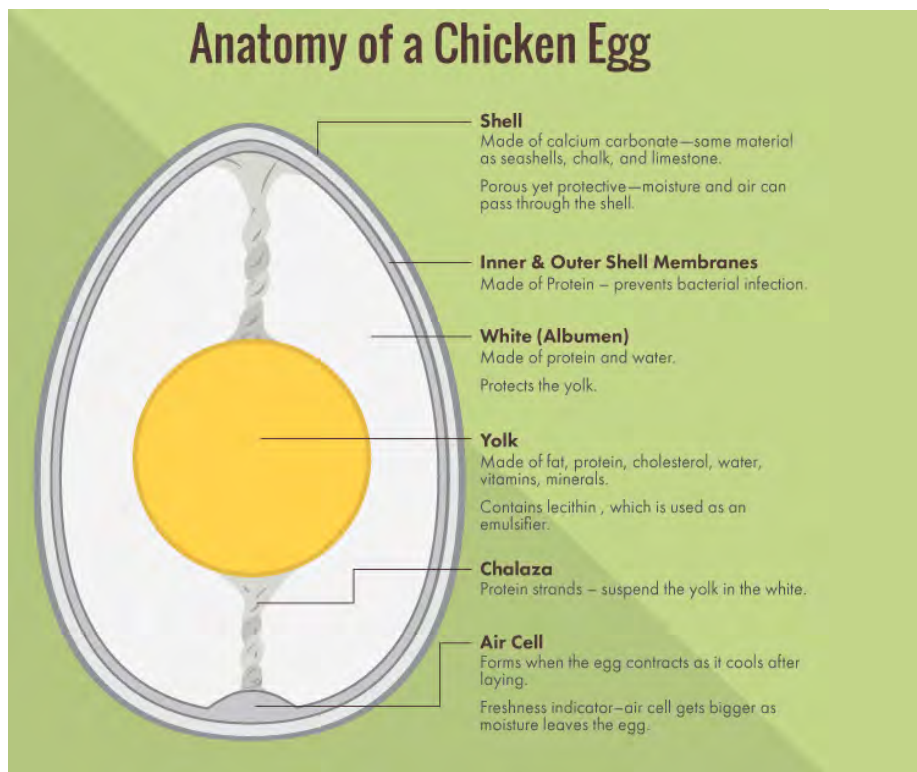 Anatomy of a Chicken Egg
Shell
Made of calcium carbonate—same material
as seashells, chalk, and limestone.
Porous yet protective—moisture and air can
pass through the shell.
Inner & Outer Shell Membranes
Made of Protein – prevents bacterial infection.
White (Albumen)
Made of protein and water.
Protects the yolk.
Yolk
Made of fat, protein, cholesterol, water,
vitamins, minerals.
Contains lecithin , which is used as an
emulsifier.
Chalaza
Protein strands – suspend the yolk in the white.
Air Cell
Forms when the egg contracts as it cools after
laying.
Freshness indicator–air cell gets bigger as
moisture leaves the egg.